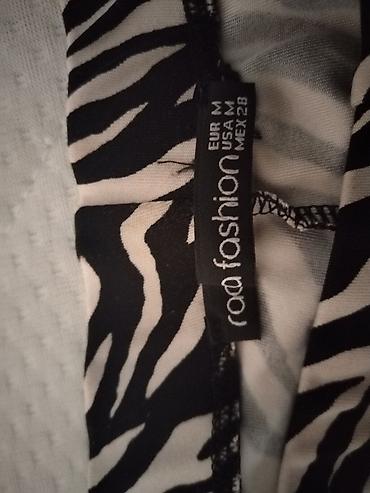 raa fashion
EUR M
USA M
MEX 28